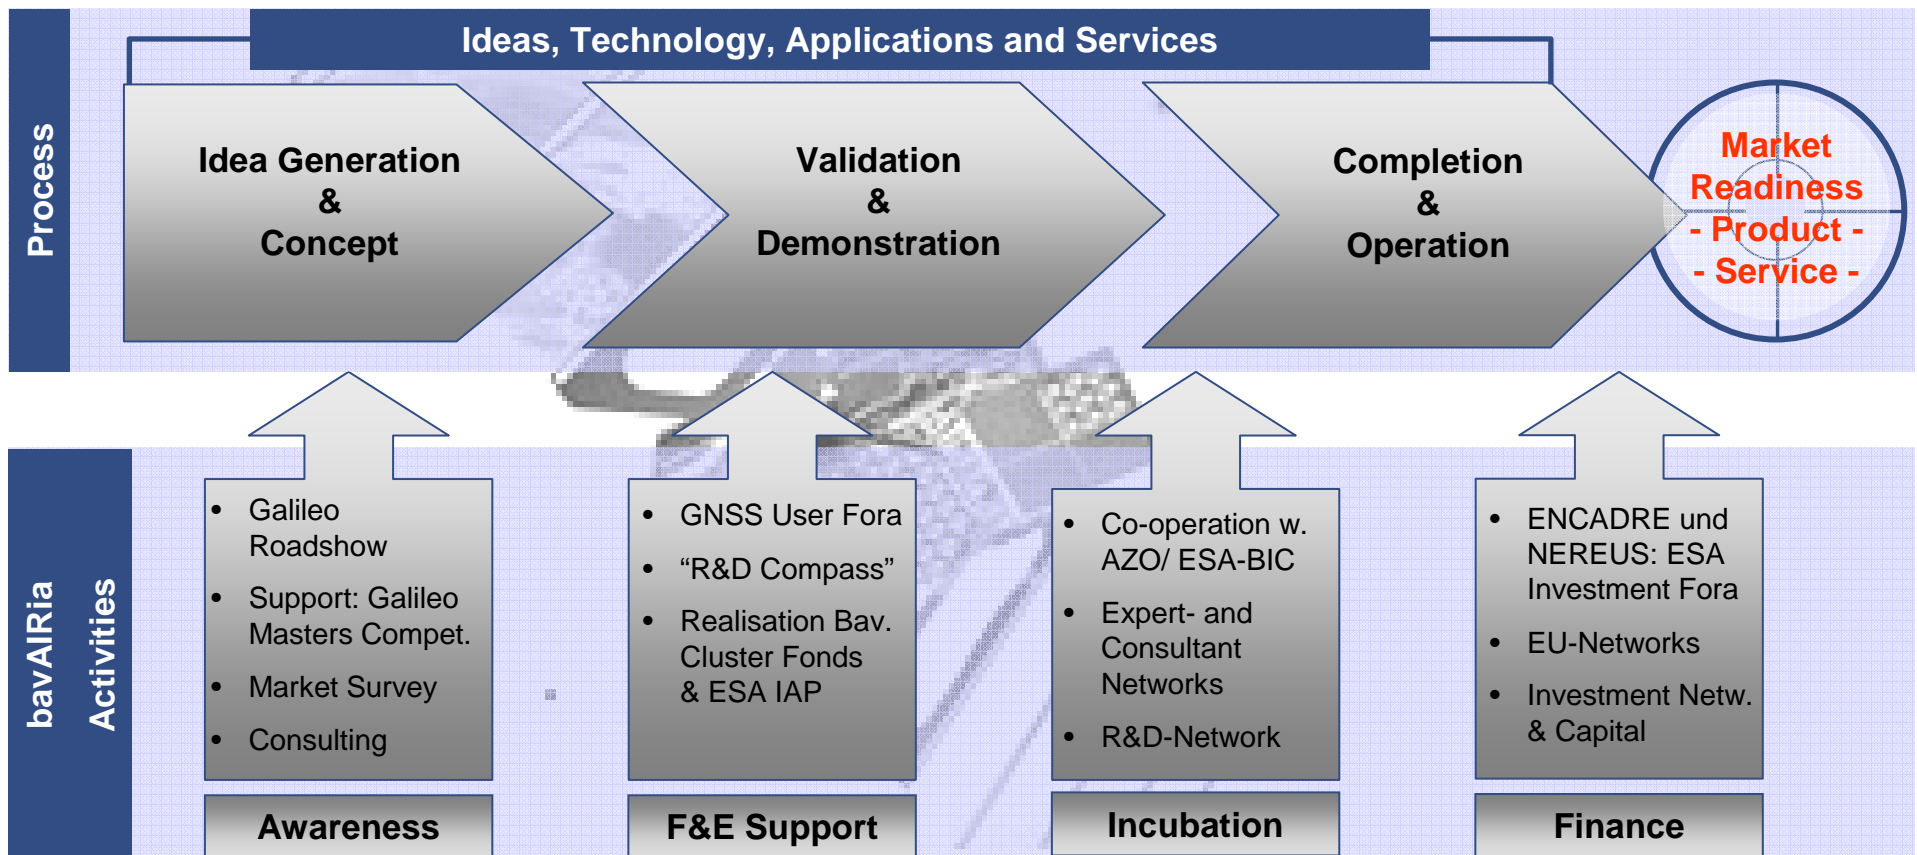 Ideas, Technology, Applications and Services
Process
Idea Generation
&
Concept
Validation
&
Demonstration
Completion
&
Operation
Market
Readiness
- Product -
- Service -
bavAIRia
Activities
• Galileo
Roadshow
• Support: Galileo
Masters Compet.
• Market Survey
• Consulting
Awareness
• GNSS User Fora
• “R&D Compass”
• Realisation Bav.
Cluster Fonds
& ESA IAP
F&E Support
• Co-operation w.
AZO/ ESA-BIC
• Expert- and
Consultant
Networks
• R&D-Network
Incubation
• ENCADRE und
NEREUS: ESA
Investment Fora
• EU-Networks
• Investment Netw.
& Capital
Finance